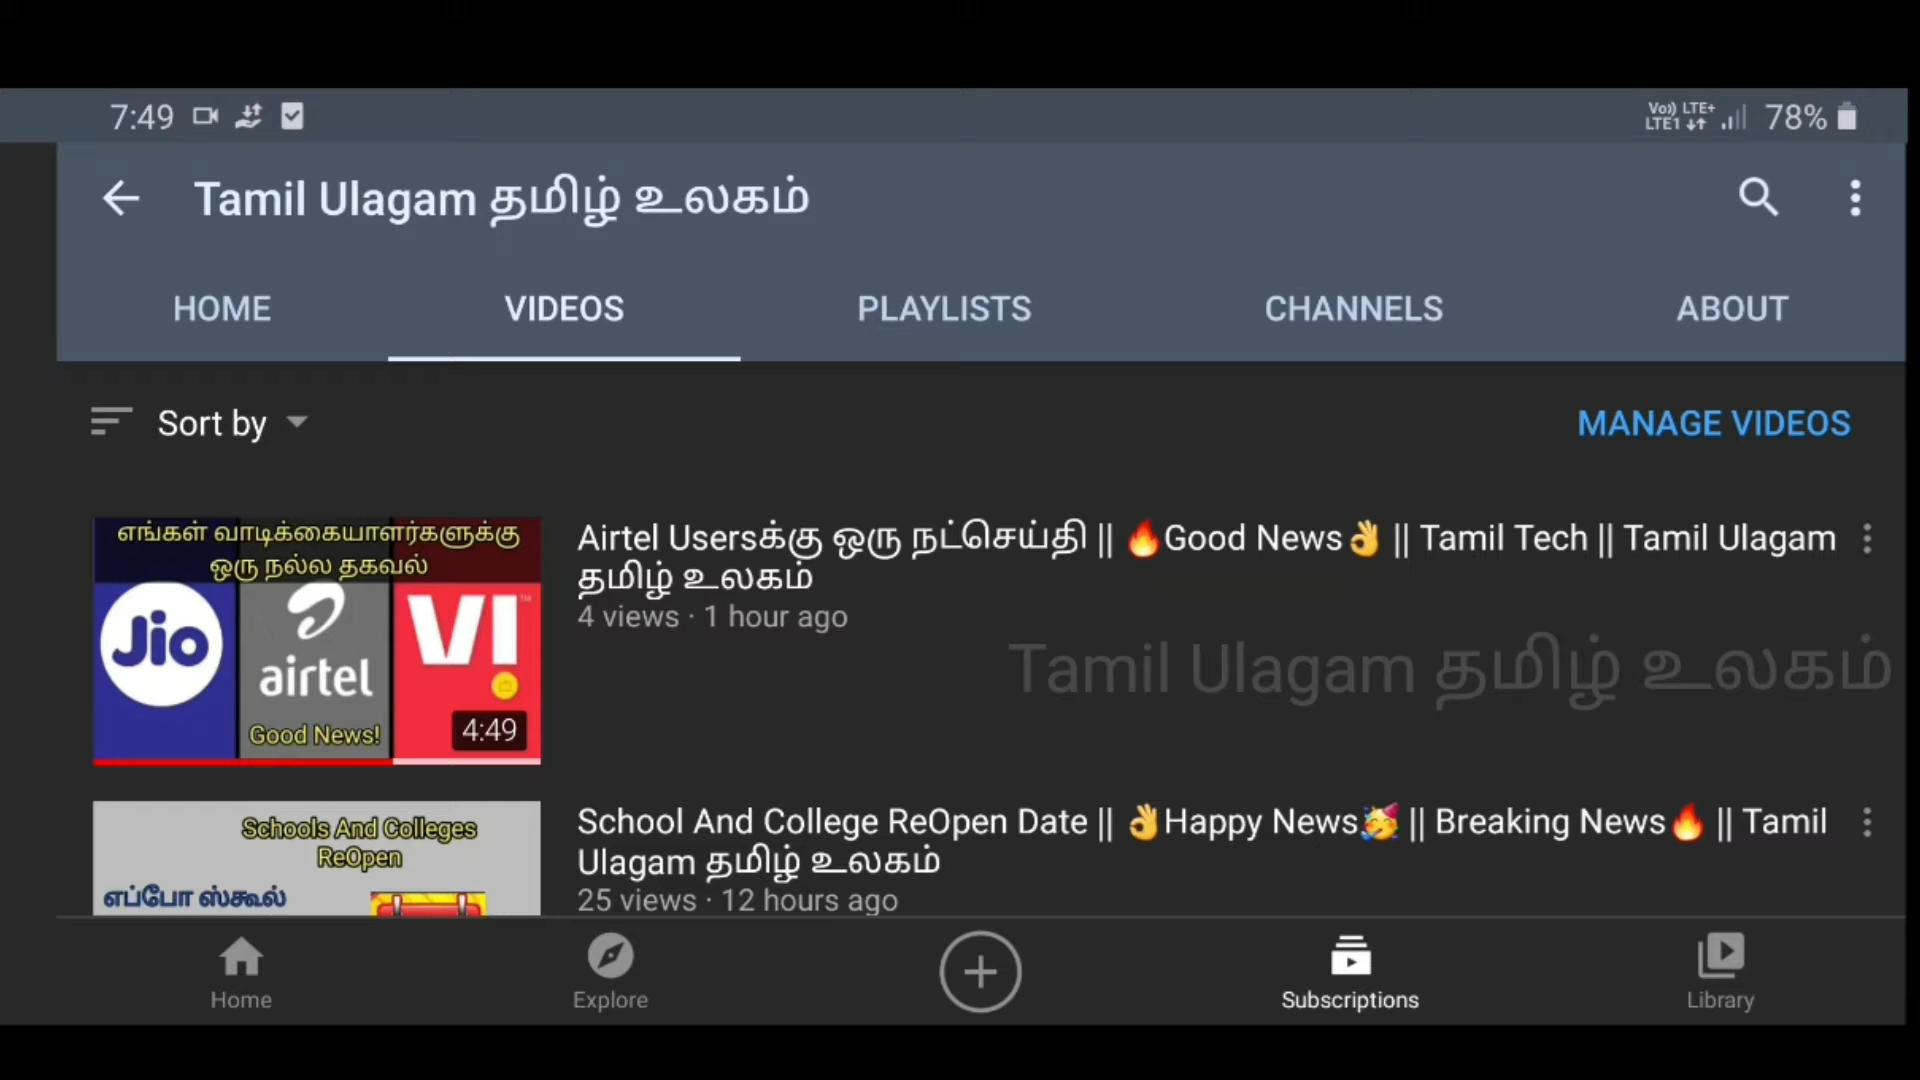 7:49
Vo)) LTE+
LTE1
78%
Tamil Ulagam தமிழ் உலகம்
HOME VIDEOS PLAYLISTS CHANNELS ABOUT
Sort by
MANAGE VIDEOS
எங்கள் வாடிக்கையாளர்களுக்கு
ஒரு நல்ல தகவல்
Jio
airtel
VI
TM
Good News!
4:49
Airtel Usersக்கு ஒரு நட்செய்தி || 🔥Good News👌 || Tamil Tech || Tamil Ulagam
தமிழ் உலகம்
4 views · 1 hour ago
Tamil Ulagam தமிழ் உலகம்
Schools And Colleges
ReOpen
எப்போ ஸ்கூல்
School And College ReOpen Date || 👌Happy News🥳 || Breaking News🔥 || Tamil
Ulagam தமிழ் உலகம்
25 views · 12 hours ago
Home Explore Subscriptions Library